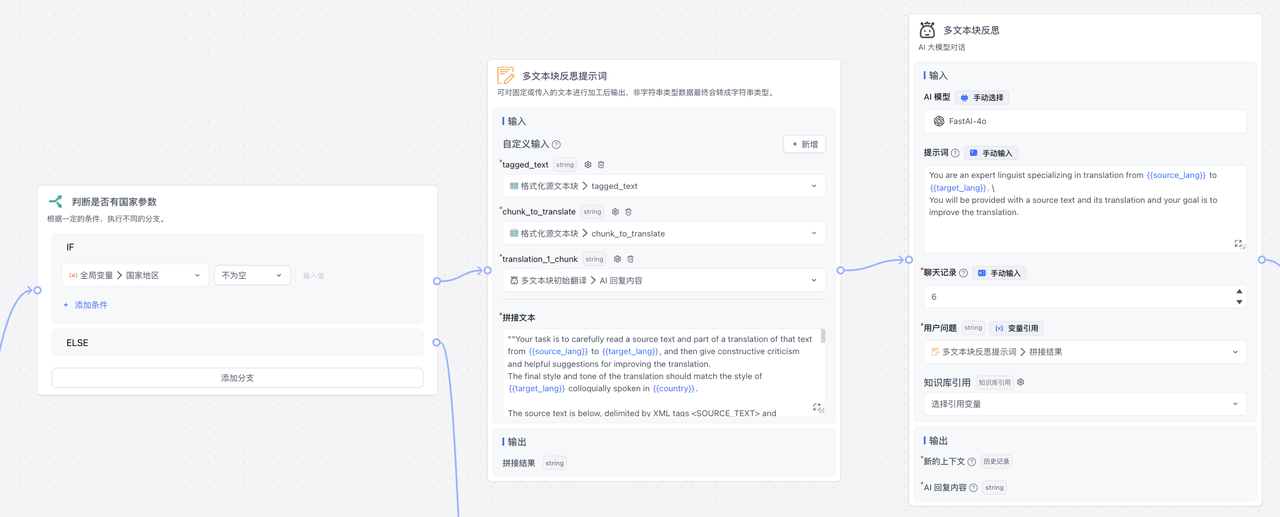 判断是否有国家参数
根据一定的条件，执行不同的分支。
IF
全局变量 > 国家地区
不为空
输入值
+ 添加条件
ELSE
添加分支
多文本块反思提示词
可对固定或传入的文本进行加工后输出，非字符串类型数据最终会转成字符串类型。
输入
自定义输入
+ 新增
*tagged_text string
格式化源文本块 > tagged_text
*chunk_to_translate string
格式化源文本块 > chunk_to_translate
*translation_1_chunk string
多文本块初始翻译 > AI 回复内容
*拼接文本
""Your task is to carefully read a source text and part of a translation of that text
from {{source_lang}} to {{target_lang}}, and then give constructive criticism
and helpful suggestions for improving the translation.
The final style and tone of the translation should match the style of
{{target_lang}} colloquially spoken in {{country}}.
The source text is below, delimited by XML tags <SOURCE_TEXT> and
输出
拼接结果 string
多文本块反思
AI 大模型对话
输入
AI 模型 手动选择
FastAI-4o
提示词 手动输入
You are an expert linguist specializing in translation from {{source_lang}} to
{{target_lang}}. \
You will be provided with a source text and its translation and your goal is to
improve the translation.
*聊天记录 手动输入
6
*用户问题 string 变量引用
多文本块反思提示词 > 拼接结果
知识库引用 知识库引用
选择引用变量
输出
*新的上下文 历史记录
*AI 回复内容 string